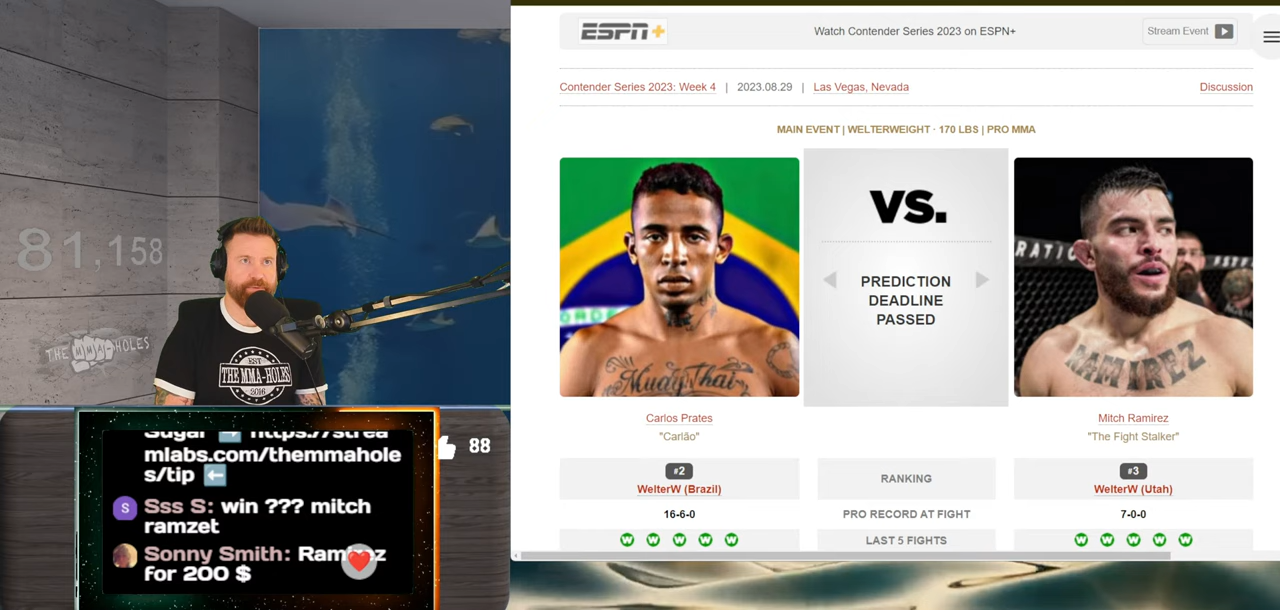 81,158
THE MMA HOLES
EST
THE MMA-HOLES
2016
Sugar ➡️ https://strea
mlabs.com/themmahole
s/tip ⬅️
S Sss S: win ??? mitch
ramzet
Sonny Smith: Ramirez
for 200 $
88
ESPN+
Watch Contender Series 2023 on ESPN+
Stream Event
Contender Series 2023: Week 4 | 2023.08.29 | Las Vegas, Nevada
Discussion
MAIN EVENT | WELTERWEIGHT · 170 LBS | PRO MMA
VS.
PREDICTION
DEADLINE
PASSED
Muay Thai
RAMIREZ
Carlos Prates
"Carlão"
Mitch Ramirez
"The Fight Stalker"
#2
WelterW (Brazil)
RANKING
#3
WelterW (Utah)
16-6-0
PRO RECORD AT FIGHT
7-0-0
W W W W W
LAST 5 FIGHTS
W W W W W